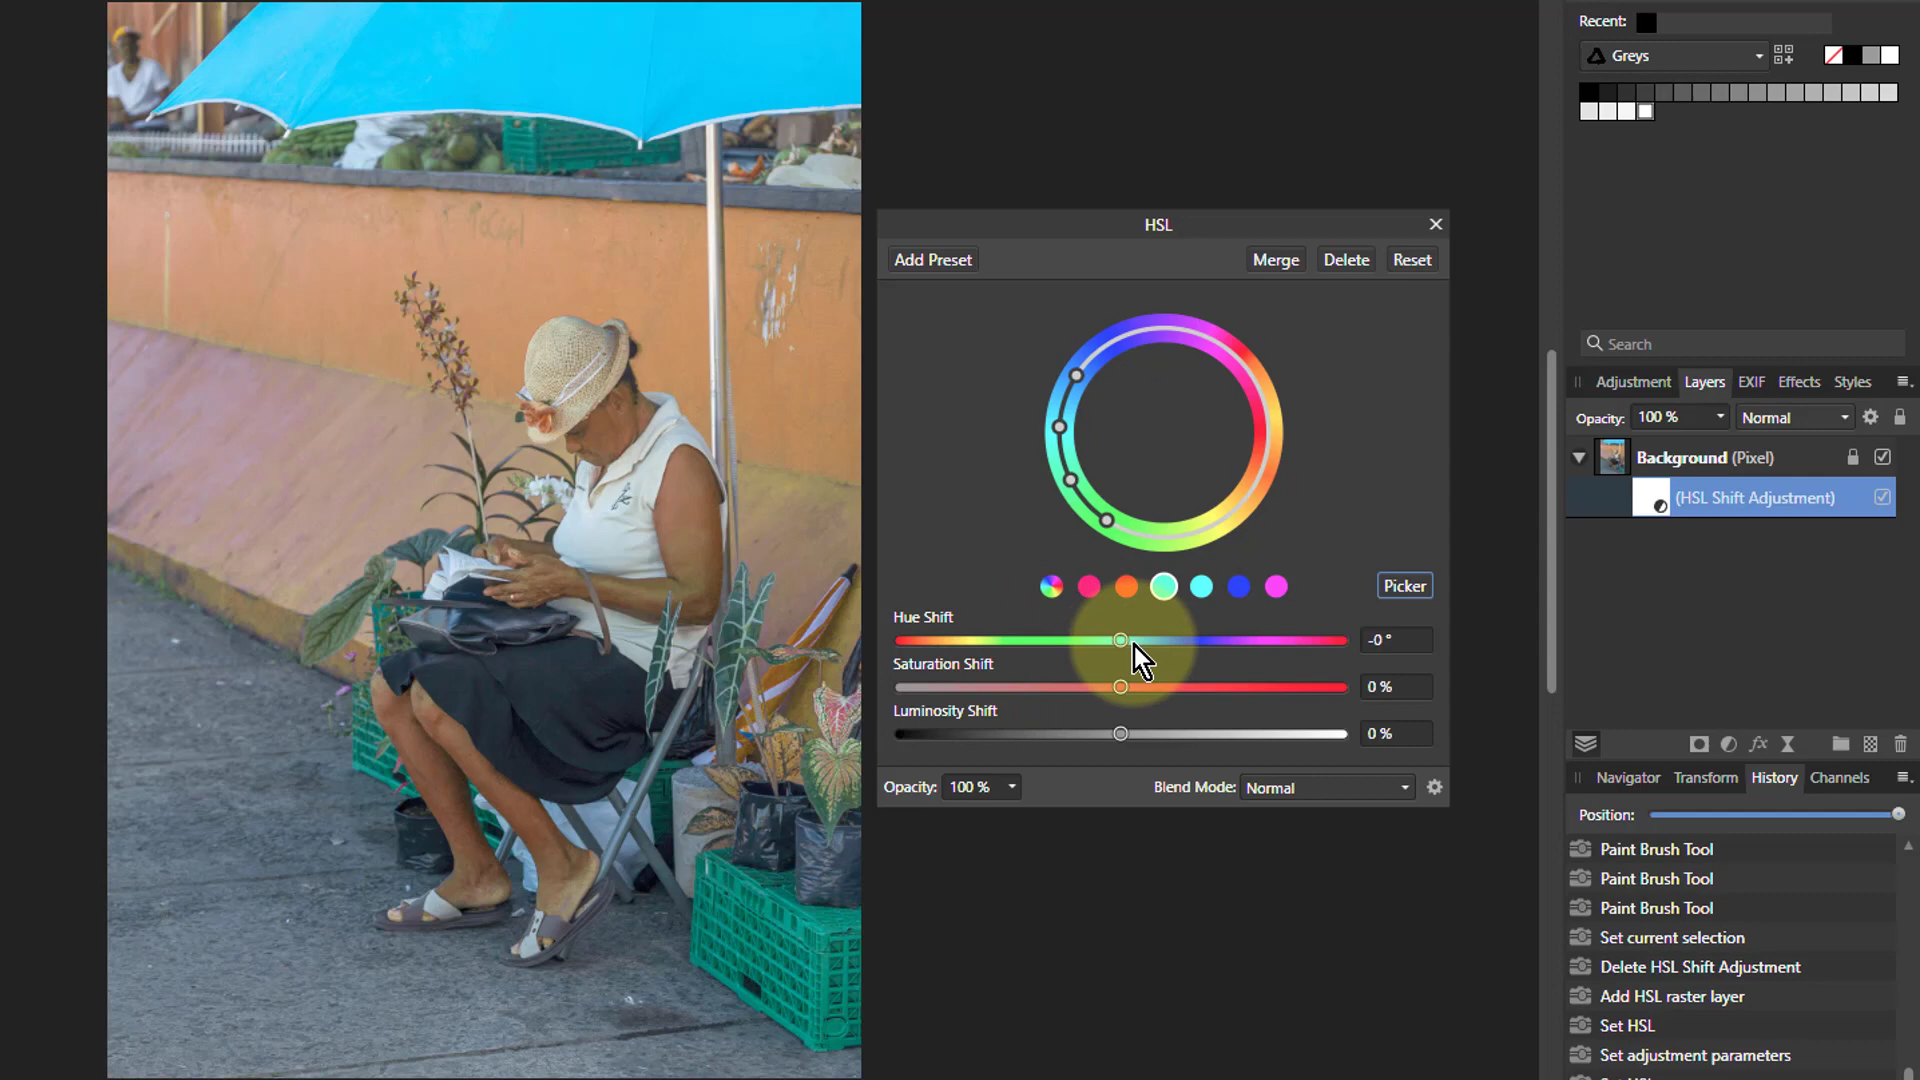 Recent:
Greys
HSL
Add Preset
Merge
Delete
Reset
Picker
Hue Shift
-0 °
Saturation Shift
0 %
Luminosity Shift
0 %
Opacity:
100 %
Blend Mode:
Normal
Search
Adjustment
Layers
EXIF
Effects
Styles
Opacity:
100 %
Normal
Background (Pixel)
(HSL Shift Adjustment)
fx
Navigator
Transform
History
Channels
Position:
Paint Brush Tool
Paint Brush Tool
Paint Brush Tool
Set current selection
Delete HSL Shift Adjustment
Add HSL raster layer
Set HSL
Set adjustment parameters